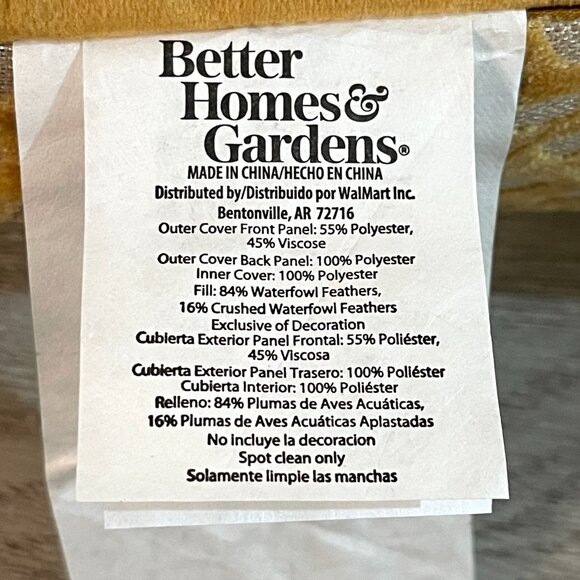 Better
Homes&
Gardens®
MADE IN CHINA/HECHO EN CHINA
Distributed by/Distribuido por WalMart Inc.
Bentonville, AR 72716
Outer Cover Front Panel: 55% Polyester,
45% Viscose
Outer Cover Back Panel: 100% Polyester
Inner Cover: 100% Polyester
Fill: 84% Waterfowl Feathers,
16% Crushed Waterfowl Feathers
Exclusive of Decoration
Cubierta Exterior Panel Frontal: 55% Poliéster,
45% Viscosa
Cubierta Exterior Panel Trasero: 100% Poliéster
Cubierta Interior: 100% Poliéster
Relleno: 84% Plumas de Aves Acuáticas,
16% Plumas de Aves Acuáticas Aplastadas
No incluye la decoracion
Spot clean only
Solamente limpie las manchas